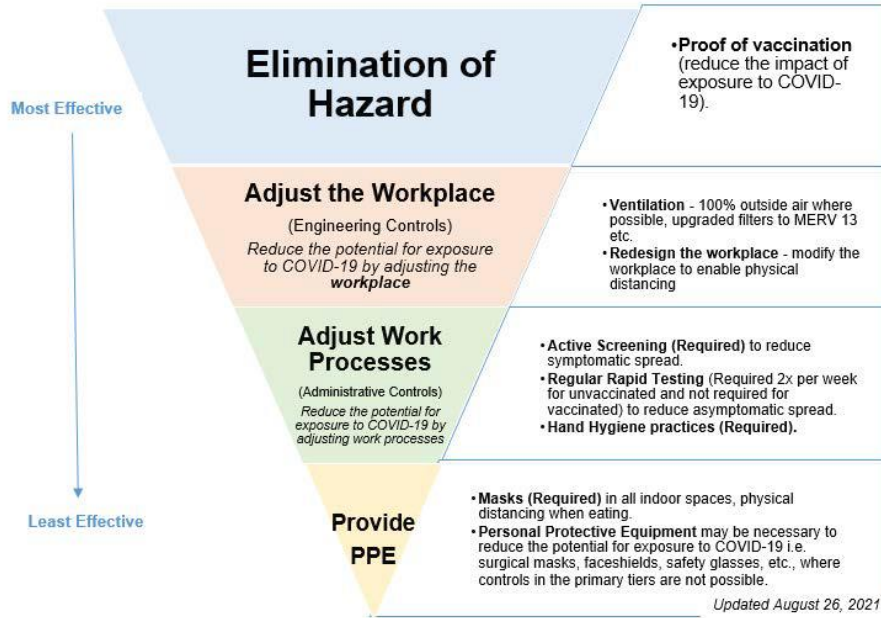 Most Effective
Least Effective
Elimination of
Hazard
•Proof of vaccination
(reduce the impact of
exposure to COVID-
19).
Adjust the Workplace
(Engineering Controls)
Reduce the potential for exposure
to COVID-19 by adjusting the
workplace
•Ventilation - 100% outside air where
possible, upgraded filters to MERV 13
etc.
•Redesign the workplace - modify the
workplace to enable physical
distancing
Adjust Work
Processes
(Administrative Controls)
Reduce the potential for
exposure to COVID-19 by
adjusting work processes
•Active Screening (Required) to reduce
symptomatic spread.
•Regular Rapid Testing (Required 2x per week
for unvaccinated and not required for
vaccinated) to reduce asymptomatic spread.
•Hand Hygiene practices (Required).
Provide
PPE
•Masks (Required) in all indoor spaces, physical
distancing when eating.
•Personal Protective Equipment may be necessary to
reduce the potential for exposure to COVID-19 i.e.
surgical masks, faceshields, safety glasses, etc., where
controls in the primary tiers are not possible.
Updated August 26, 2021